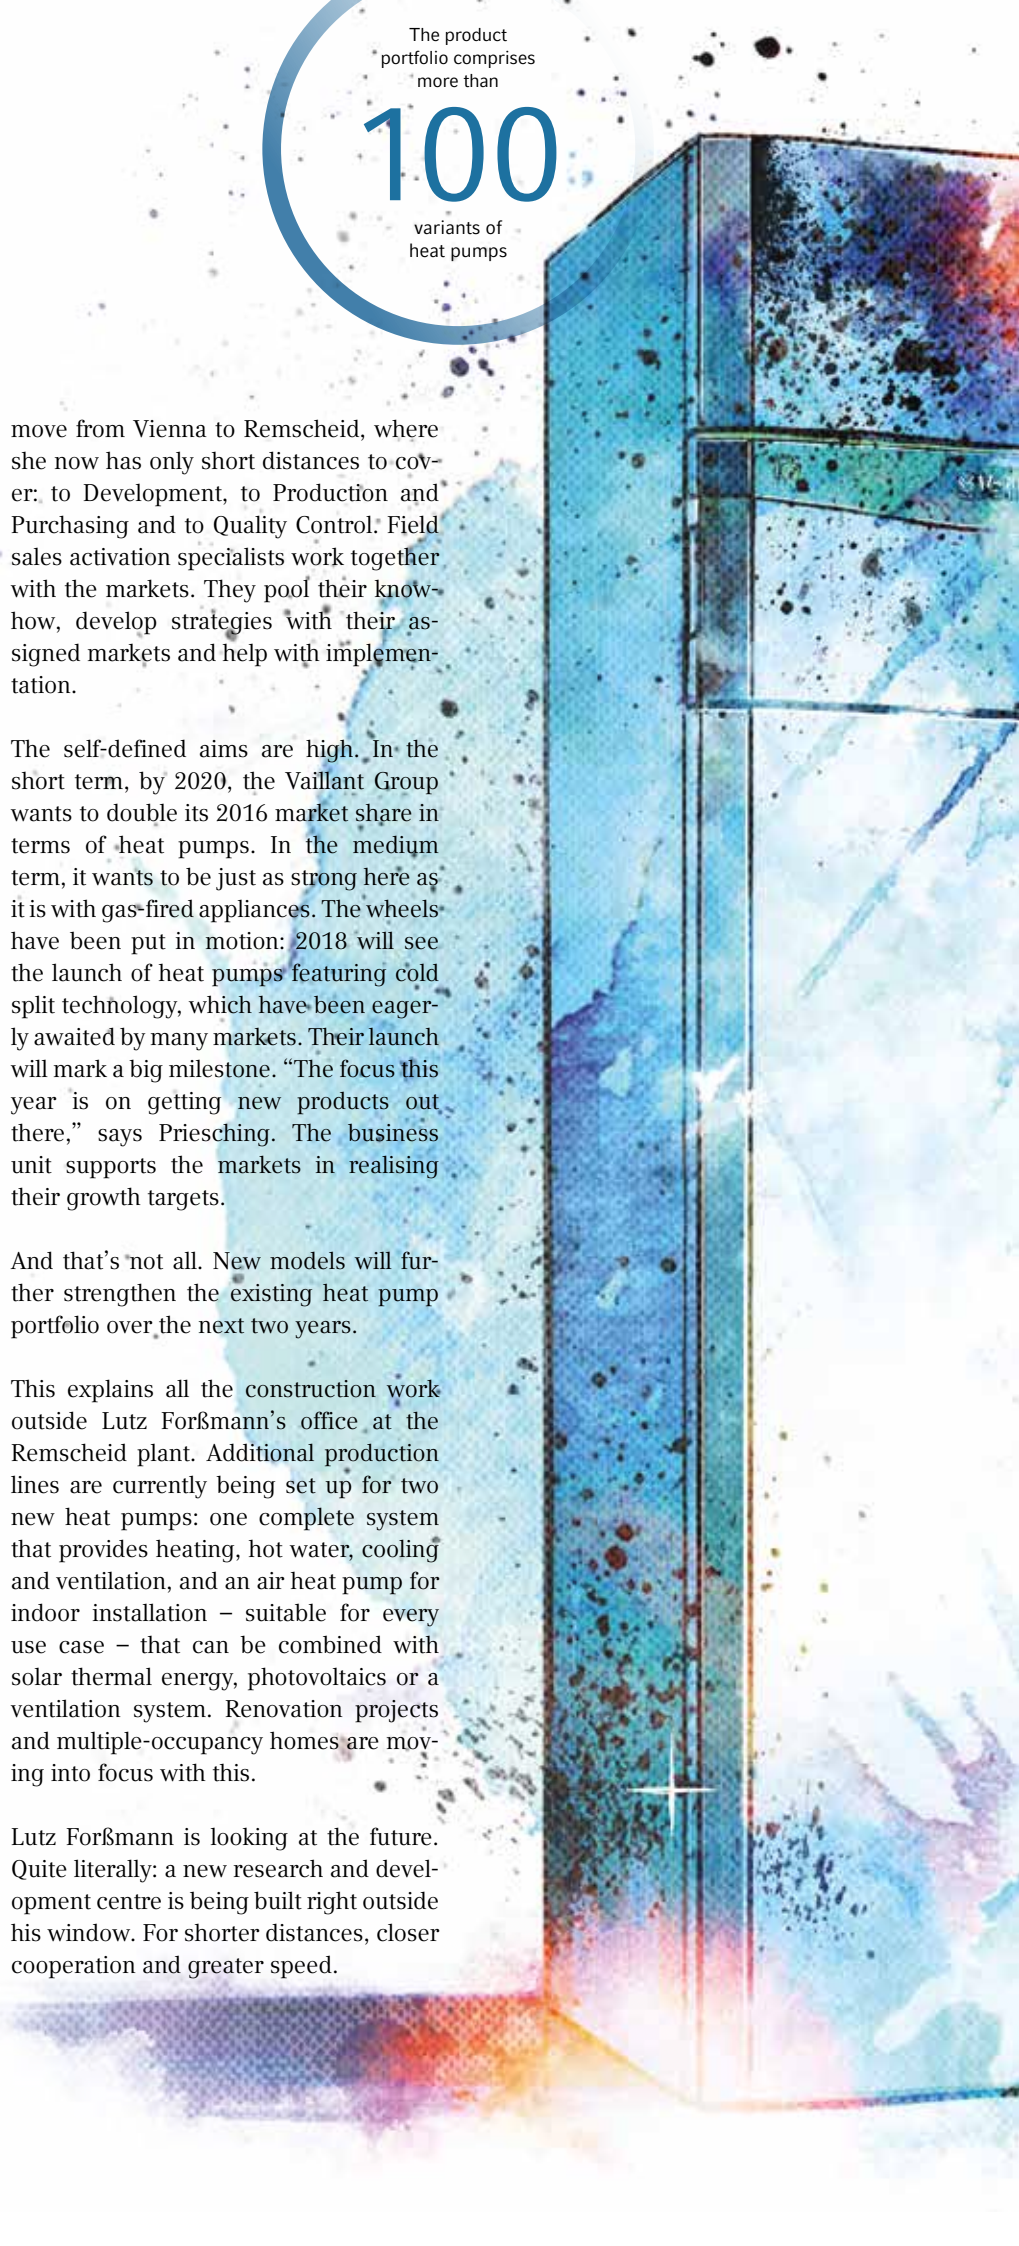 The product
portfolio comprises
more than
100
variants of
heat pumps
move from Vienna to Remscheid, where
she now has only short distances to cov-
er: to Development, to Production and
Purchasing and to Quality Control. Field
sales activation specialists work together
with the markets. They pool their know-
how, develop strategies with their as-
signed markets and help with implemen-
tation.
The self-defined aims are high. In the
short term, by 2020, the Vaillant Group
wants to double its 2016 market share in
terms of heat pumps. In the medium
term, it wants to be just as strong here as
it is with gas-fired appliances. The wheels
have been put in motion: 2018 will see
the launch of heat pumps featuring cold
split technology, which have been eager-
ly awaited by many markets. Their launch
will mark a big milestone. “The focus this
year is on getting new products out
there,” says Priesching. The business
unit supports the markets in realising
their growth targets.
And that’s not all. New models will fur-
ther strengthen the existing heat pump
portfolio over the next two years.
This explains all the construction work
outside Lutz Forßmann’s office at the
Remscheid plant. Additional production
lines are currently being set up for two
new heat pumps: one complete system
that provides heating, hot water, cooling
and ventilation, and an air heat pump for
indoor installation – suitable for every
use case – that can be combined with
solar thermal energy, photovoltaics or a
ventilation system. Renovation projects
and multiple-occupancy homes are mov-
ing into focus with this.
Lutz Forßmann is looking at the future.
Quite literally: a new research and devel-
opment centre is being built right outside
his window. For shorter distances, closer
cooperation and greater speed.